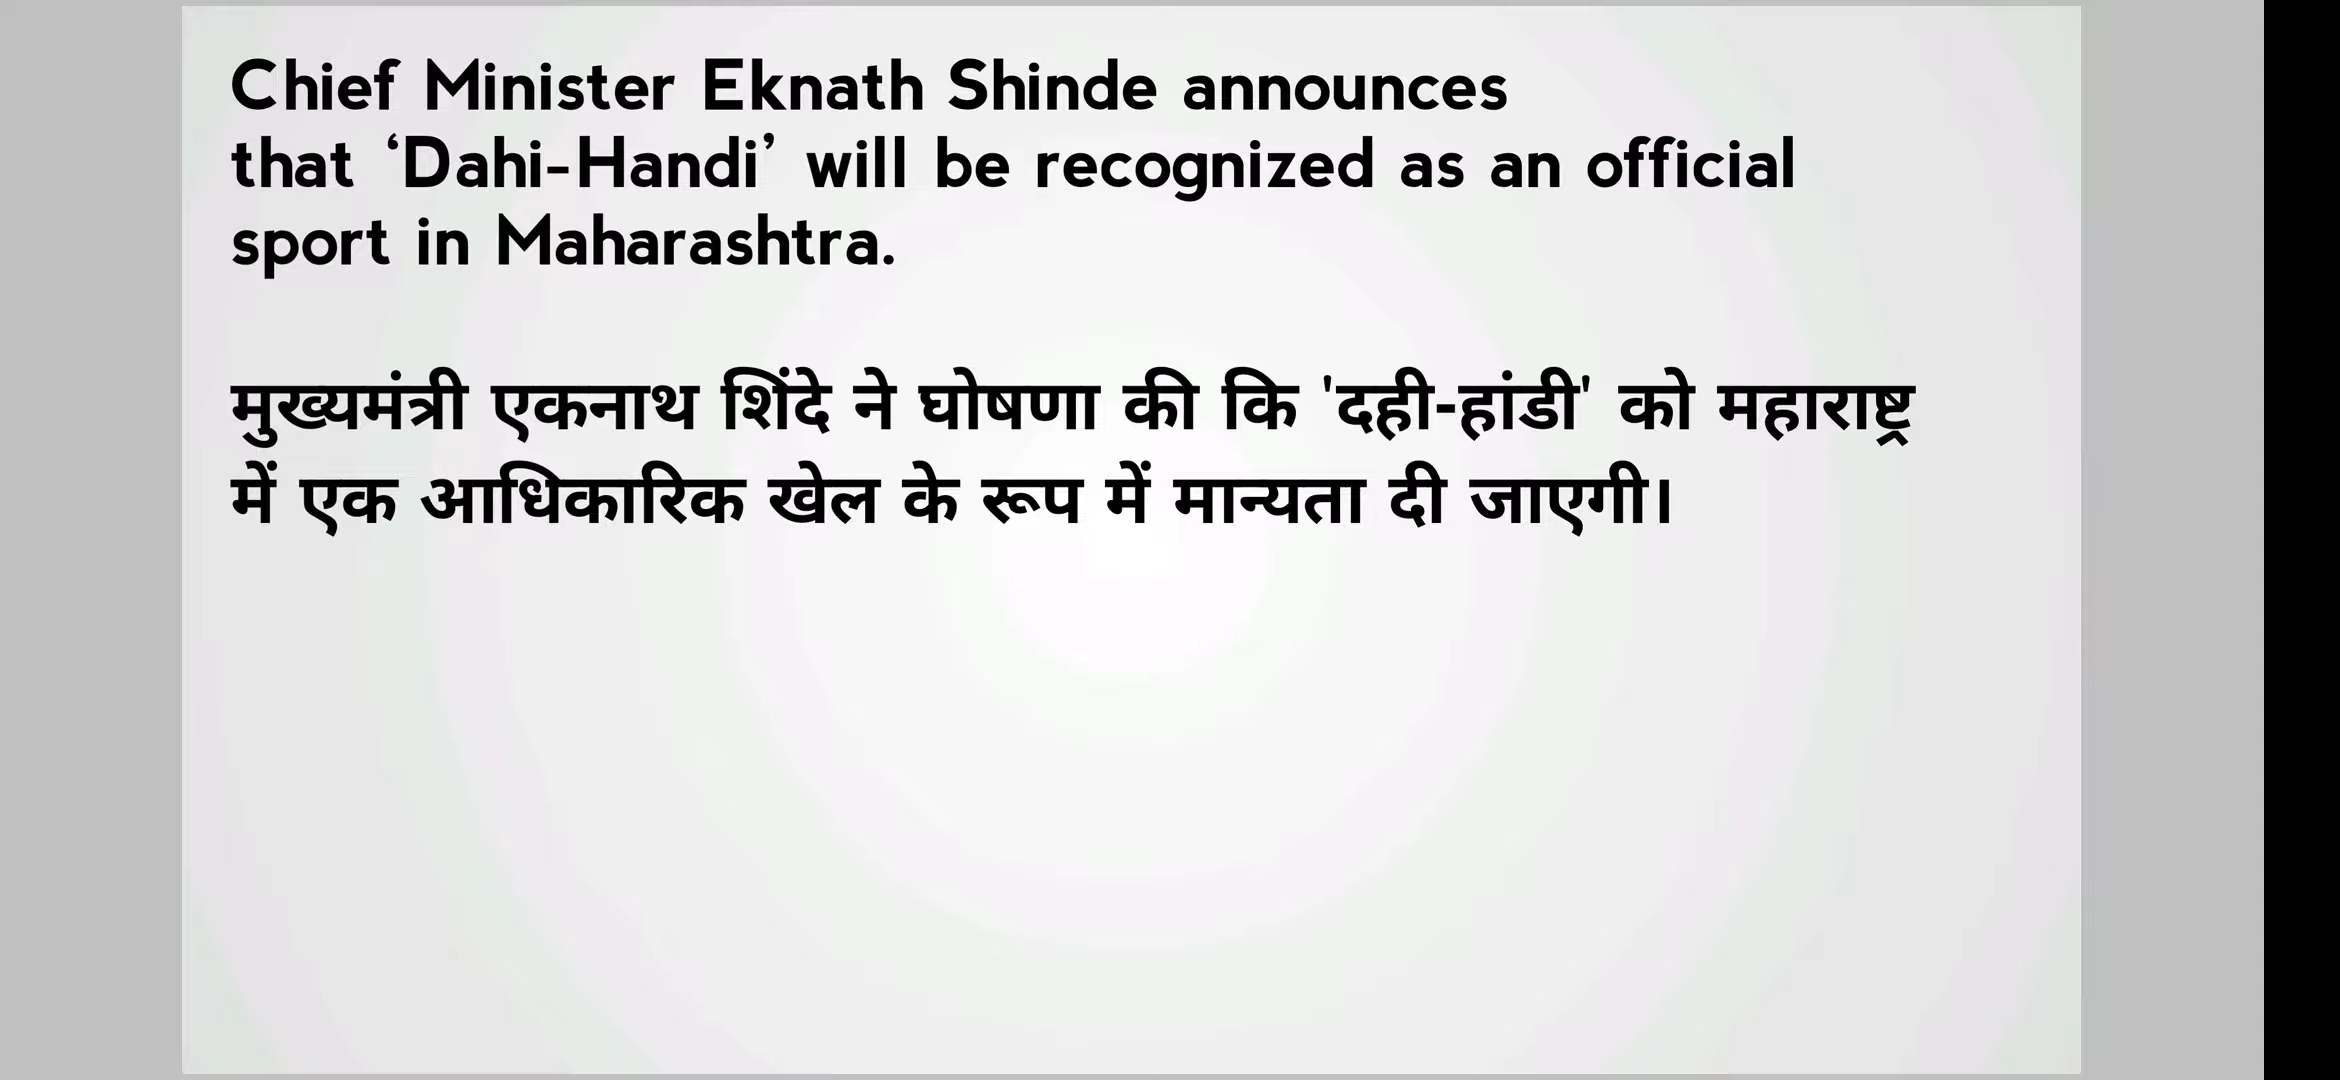 Chief Minister Eknath Shinde announces
that ‘Dahi-Handi’ will be recognized as an official
sport in Maharashtra.
मुख्यमंत्री एकनाथ शिंदे ने घोषणा की कि 'दही-हांडी' को महाराष्ट्र
में एक आधिकारिक खेल के रूप में मान्यता दी जाएगी।